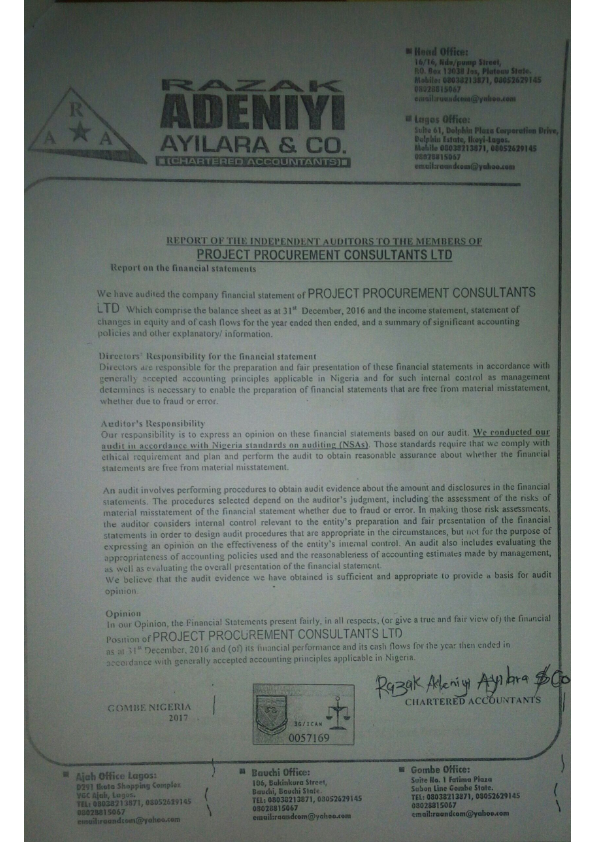 RAZAK
ADENIYI
AYILARA & CO.
(CHARTERED ACCOUNTANTS)
R
A A
Head Office:
P.O. Box 13028 Jos, Plateau State.
Mobile: 08038213871, 08052629145
08028815067
email:raandcom@yahoo.com
Lagos Office:
Suite 61, Dolphin Plaza Corporation Drive,
Dolphin Estate, Ikoyi-Lagos.
Mobile 08038213871, 08052629145
08028815067
email:raandcom@yahoo.com
REPORT OF THE INDEPENDENT AUDITORS TO THE MEMBERS OF
PROJECT PROCUREMENT CONSULTANTS LTD
Report on the financial statements
We have audited the company financial statement of PROJECT PROCUREMENT CONSULTANTS
LTD Which comprise the balance sheet as at 31st December, 2016 and the income statement, statement of
changes in equity and of cash flows for the year ended then ended, and a summary of significant accounting
policies and other explanatory/ information.
Directors' Responsibility for the financial statement
Directors are responsible for the preparation and fair presentation of these financial statements in accordance with
generally accepted accounting principles applicable in Nigeria and for such internal control as management
determines is necessary to enable the preparation of financial statements that are free from material misstatement,
whether due to fraud or error.
Auditor's Responsibility
Our responsibility is to express an opinion on these financial statements based on our audit. We conducted our
audit in accordance with Nigeria standards on auditing (NSAs). Those standards require that we comply with
ethical requirement and plan and perform the audit to obtain reasonable assurance about whether the financial
statements are free from material misstatement.
An audit involves performing procedures to obtain audit evidence about the amount and disclosures in the financial
statements. The procedures selected depend on the auditor's judgment, including the assessment of the risks of
material misstatement of the financial statement whether due to fraud or error. In making those risk assessments,
the auditor considers internal control relevant to the entity's preparation and fair presentation of the financial
statements in order to design audit procedures that are appropriate in the circumstances, but not for the purpose of
expressing an opinion on the effectiveness of the entity's internal control. An audit also includes evaluating the
appropriateness of accounting policies used and the reasonableness of accounting estimates made by management,
as well as evaluating the overall presentation of the financial statement.
We believe that the audit evidence we have obtained is sufficient and appropriate to provide a basis for audit
opinion
Opinion
In our Opinion, the Financial Statements present fairly, in all respects, (or give a true and fair view of) the financial
Position of PROJECT PROCUREMENT CONSULTANTS LTD
as at 31st December, 2016 and (of) its financial performance and its cash flows for the year then ended in
accordance with generally accepted accounting principles applicable in Nigeria.
Razak Adeniyi Ayilara & Co
CHARTERED ACCOUNTANTS
GOMBE NIGERIA
2017
0057169
Ajah Office Lagos:
Shopping Complex
VGC Ajah, Lagos.
TEL: 08038213871, 08052629145
08028815067
email:raandcom@yahoo.com
Bauchi Office:
Bauchi, Bauchi State.
TEL: 08038213871, 08052629145
08028815067
email:raandcom@yahoo.com
Gombe Office:
Suite No. 1 Fatima Plaza
Line Gombe State.
TEL: 08038213871, 08052629145
08028815067
email:raandcom@yahoo.com